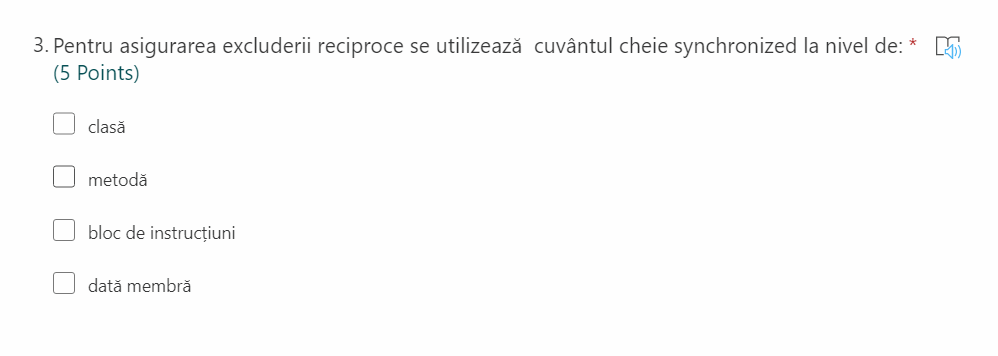 3. Pentru asigurarea excluderii reciproce se utilizează  cuvântul cheie synchronized la nivel de: *
(5 Points)
clasă
metodă
bloc de instrucțiuni
dată membră